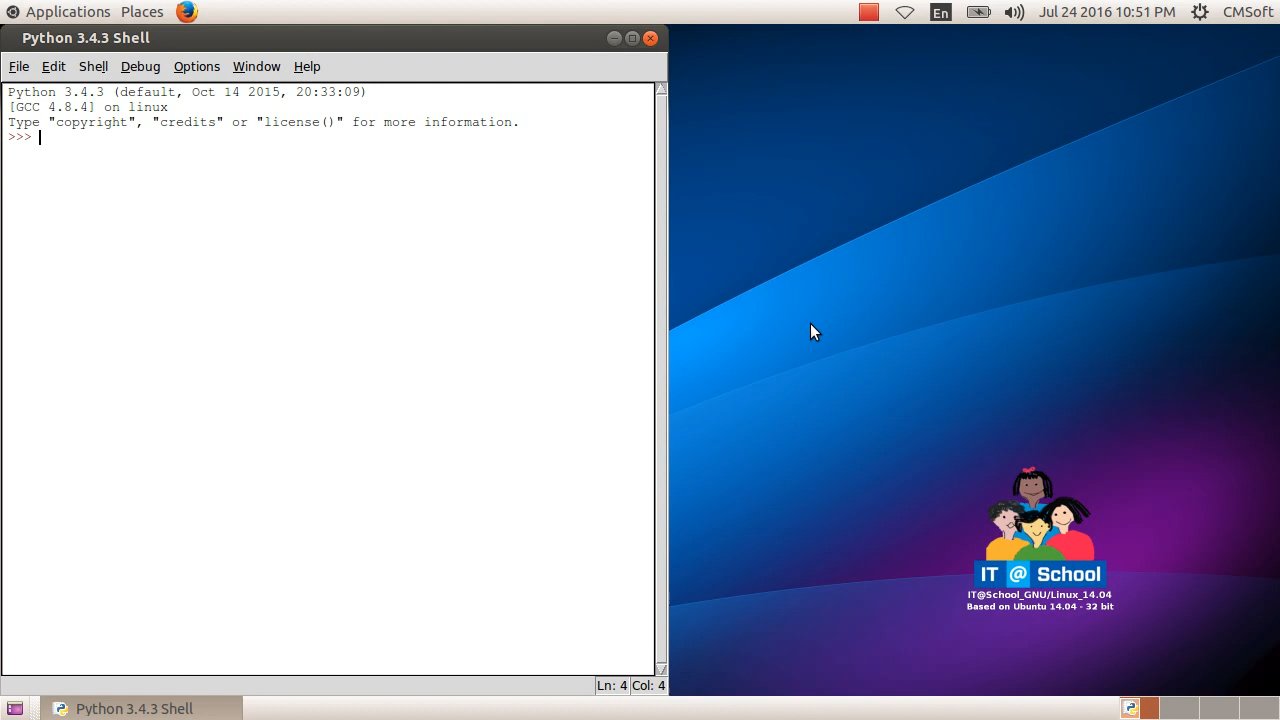 Applications Places En Jul 24 2016 10:51 PM CMSoft
Python 3.4.3 Shell
File Edit Shell Debug Options Window Help
Python 3.4.3 (default, Oct 14 2015, 20:33:09)
[GCC 4.8.4] on linux
Type "copyright", "credits" or "license()" for more information.
>>>
IT @ School
IT@School_GNU/Linux_14.04
Based on Ubuntu 14.04 - 32 bit
Ln: 4 Col: 4
Python 3.4.3 Shell